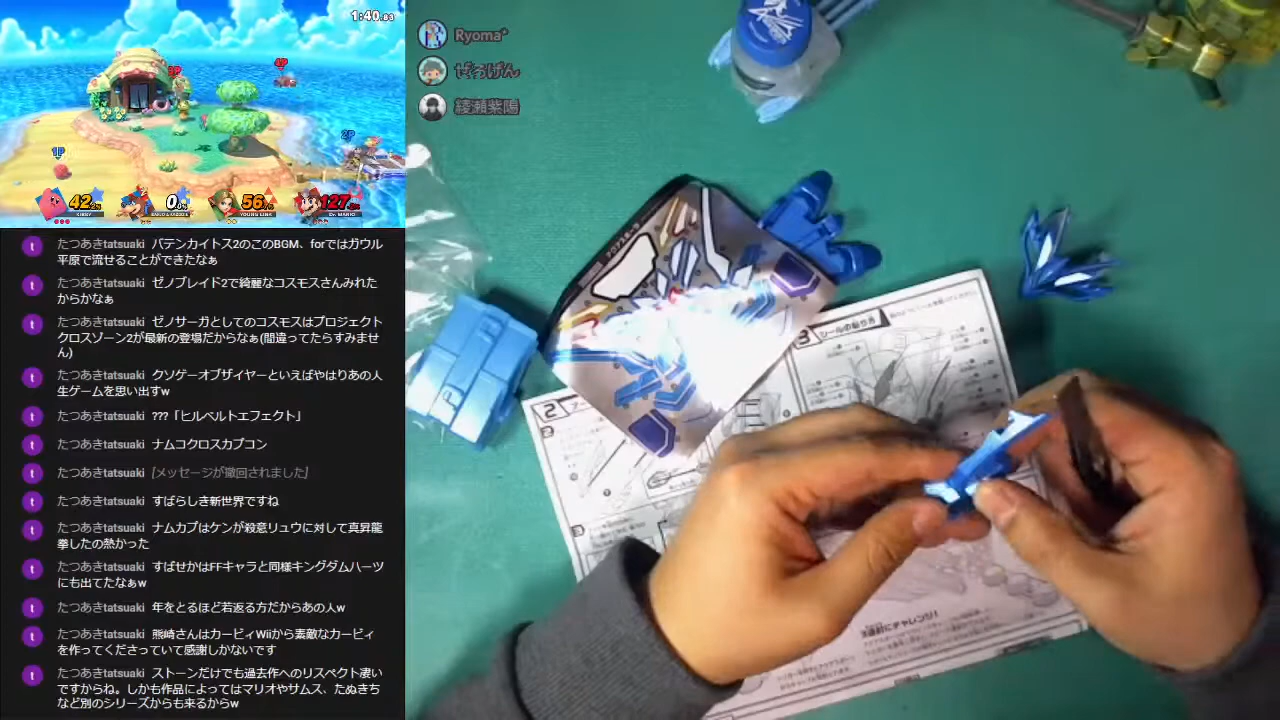 1:40.83
1P
3P
4P
2P
42
KIRBY
0
BANJO & KAZOOIE
56
YOUNG LINK
127
DR. MARIO
Ryoma*
ぜろげん
綾瀬紫陽
たつあきtatsuaki バテンカイトス2のこのBGM、forではガウル
平原で流せることができたなぁ
たつあきtatsuaki ゼノブレイド2で綺麗なコスモスさんみれた
からかなぁ
たつあきtatsuaki ゼノサーガとしてのコスモスはプロジェクト
クロスゾーン2が最新の登場だからなぁ(間違ってたらすみませ
ん)
たつあきtatsuaki クソゲーオブザイヤーといえばやはりあの人
生ゲームを思い出すw
たつあきtatsuaki ???「ヒルベルトエフェクト」
たつあきtatsuaki ナムコクロスカプコン
たつあきtatsuaki [メッセージが撤回されました]
たつあきtatsuaki すばらしき新世界ですね
たつあきtatsuaki ナムカプはケンが殺意リュウに対して真昇龍
拳したの熱かった
たつあきtatsuaki すばせかはFFキャラと同様キングダムハーツ
にも出てたなぁw
たつあきtatsuaki 年をとるほど若返る方だからあの人w
たつあきtatsuaki 熊崎さんはカービィWiiから素敵なカービィ
を作ってくださっていて感謝しかないです
たつあきtatsuaki ストーンだけでも過去作へのリスペクト凄い
ですからね。しかも作品によってはマリオやサムス、たぬきち
など別のシリーズからも来るからw
2
3 シールの貼り方
にチャレンジ!